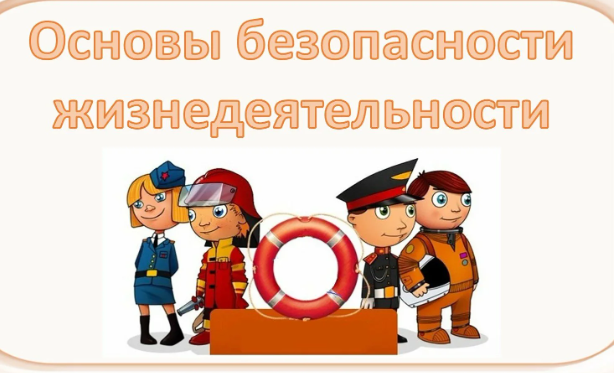 Основы безопасности
жизнедеятельности